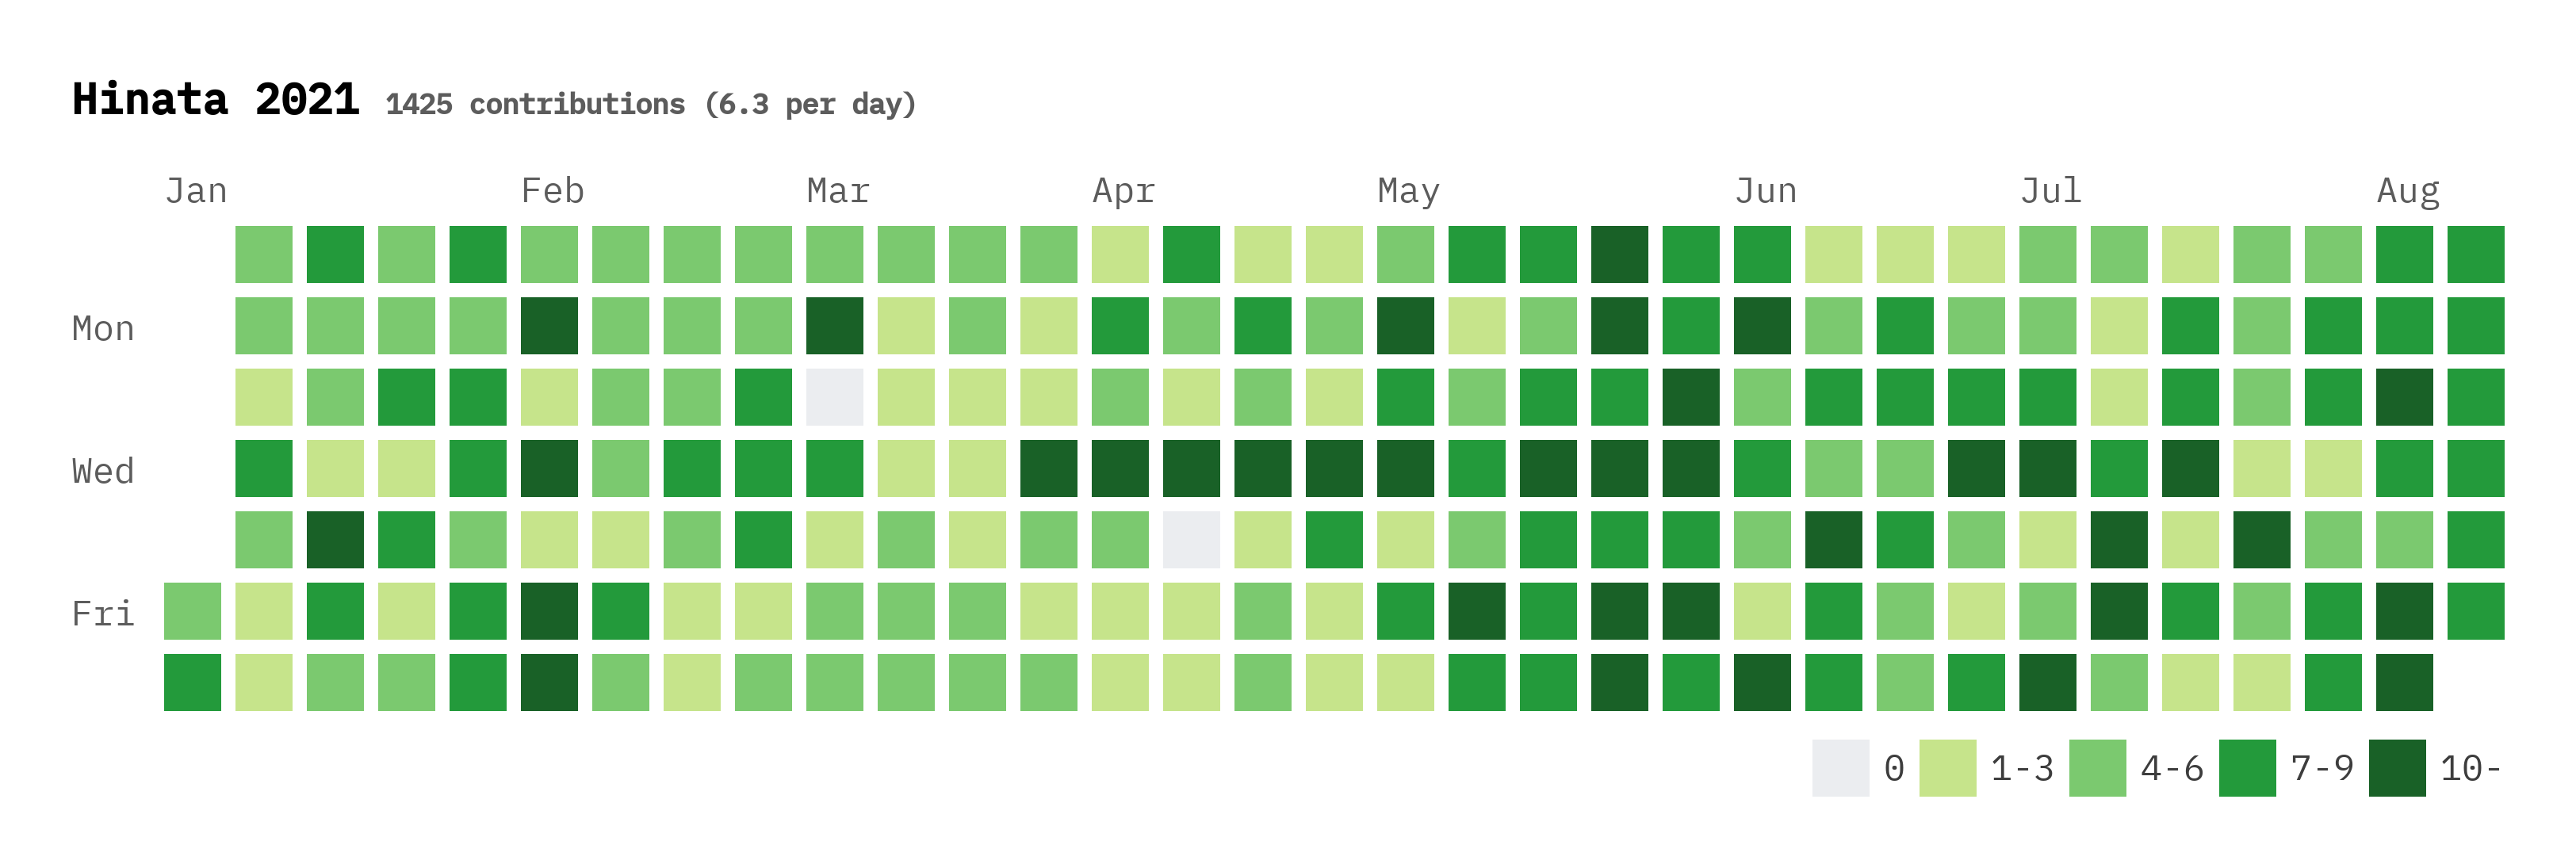 Hinata 2021 1425 contributions (6.3 per day)
Jan Feb Mar Apr May Jun Jul Aug
Mon
Wed
Fri
0 1-3 4-6 7-9 10-